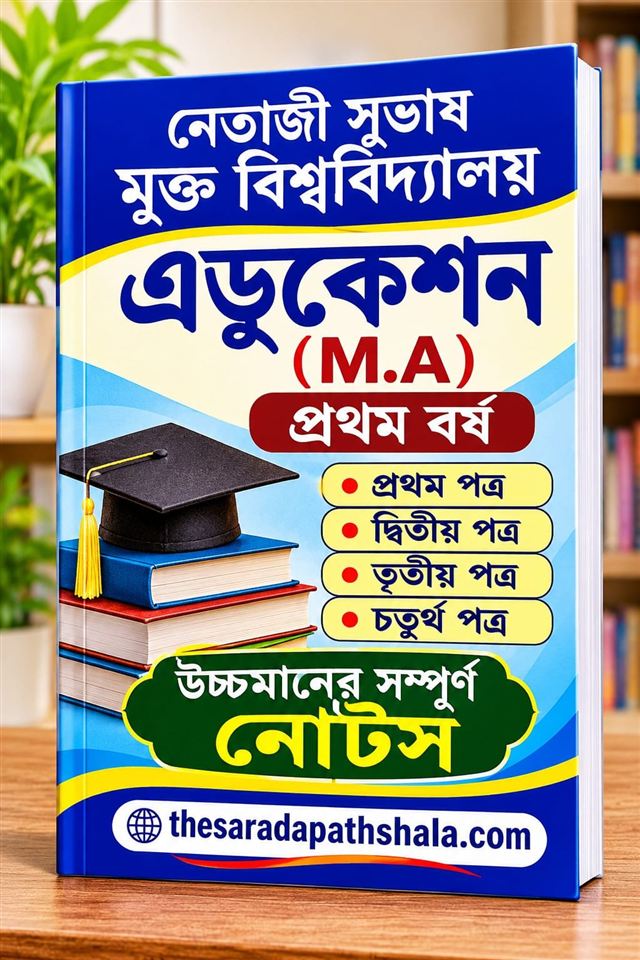 নেতাজী সুভাষ
মুক্ত বিশ্ববিদ্যালয়
এডুকেশন
(M.A)
প্রথম বর্ষ
• প্রথম পত্র
• দ্বিতীয় পত্র
• তৃতীয় পত্র
• চতুর্থ পত্র
উচ্চমানের সম্পুর্ণ
নোটস
thesaradapathshala.com